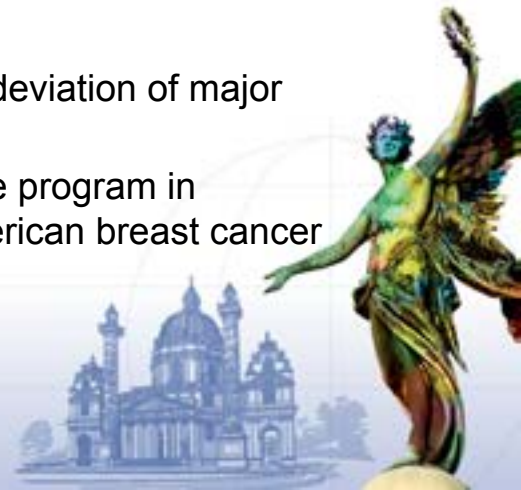 deviation of major
e program in
erican breast cancer